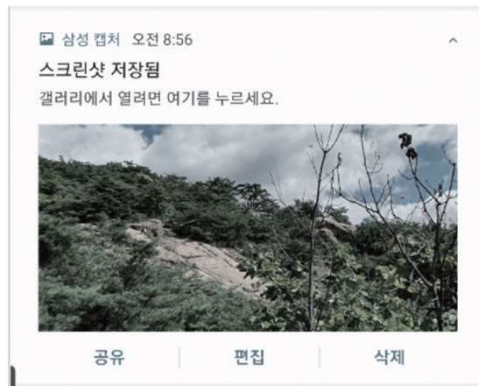 삼성 캡처 오전 8:56
스크린샷 저장됨
갤러리에서 열려면 여기를 누르세요.
공유 편집 삭제